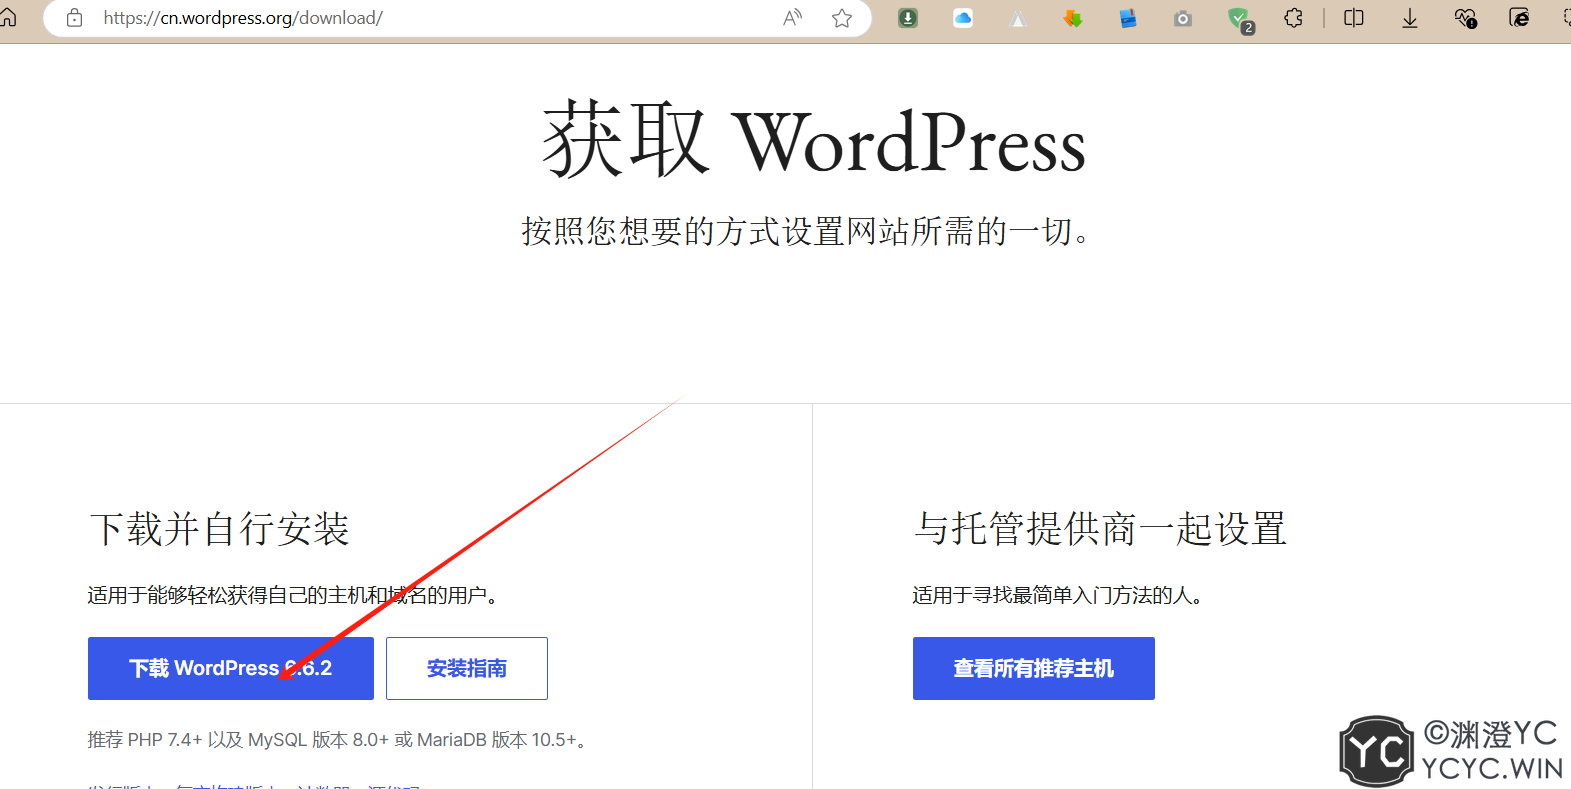 https://cn.wordpress.org/download/
2
获取 WordPress
按照您想要的方式设置网站所需的一切。
下载并自行安装
适用于能够轻松获得自己的主机和域名的用户。
下载 WordPress 6.6.2
安装指南
推荐 PHP 7.4+ 以及 MySQL 版本 8.0+ 或 MariaDB 版本 10.5+。
与托管提供商一起设置
适用于寻找最简单入门方法的人。
查看所有推荐主机
YC
©渊澄YC
YCYC.WIN